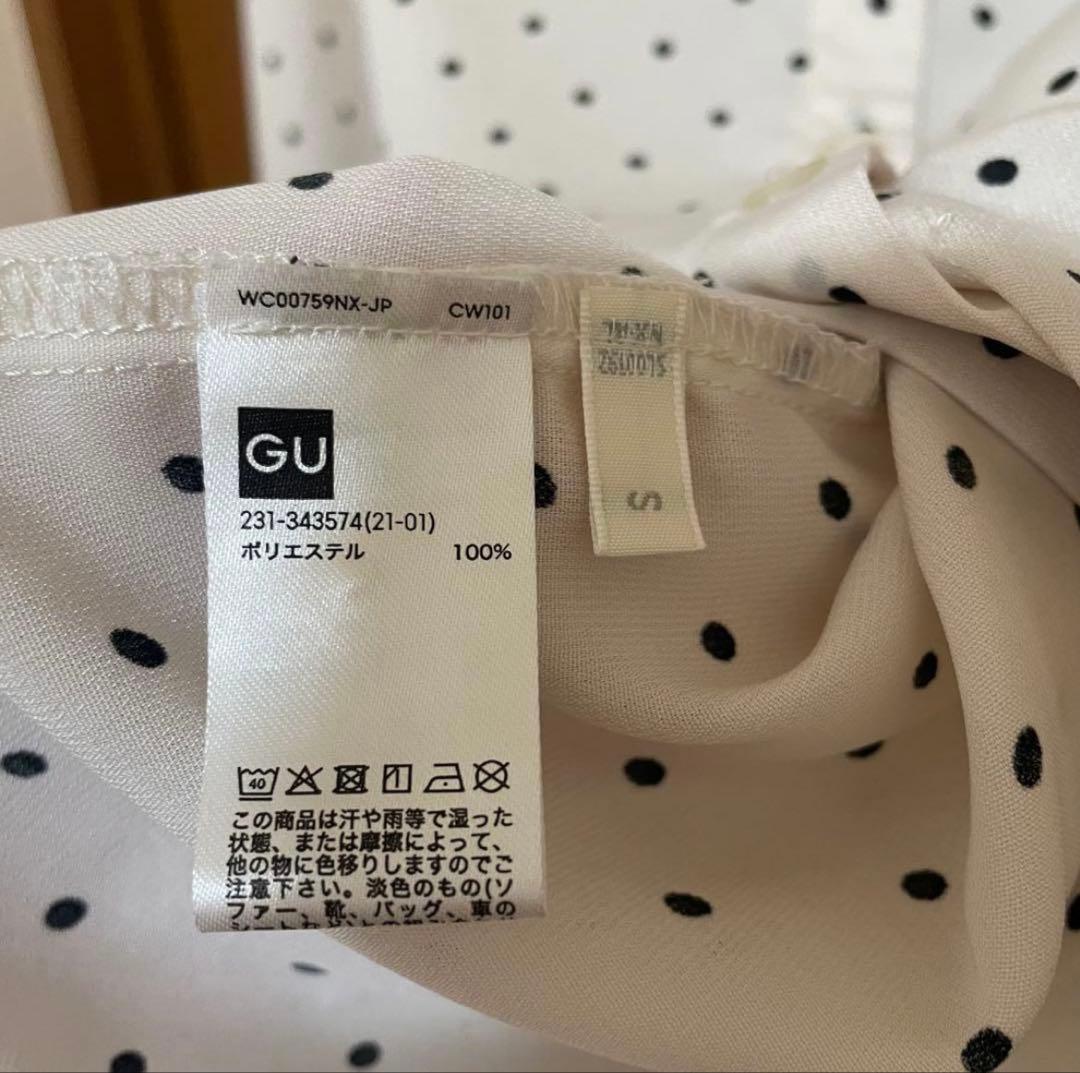 WC00759NX-JP CW101
GU
231-343574(21-01)
ポリエステル 100%
40
この商品は汗や雨等で湿った
状態、または摩擦によって、
他の物に色移りしますのでご
注意下さい。淡色のもの(ソ
ファー、靴、バッグ、車の
S